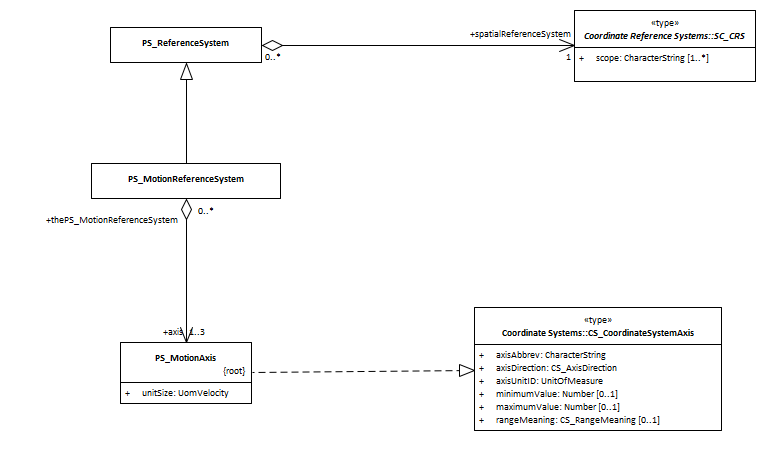 «type»
PS_ReferenceSystem
+spatialReferenceSystem
Coordinate Reference Systems::SC_CRS
0..*
1
+ scope: CharacterString [1..*]
PS_MotionReferenceSystem
0..*
+thePS_MotionReferenceSystem
+axis 1..3
«type»
Coordinate Systems::CS_CoordinateSystemAxis
PS_MotionAxis
{root}
+ unitSize: UomVelocity
+ axisAbbrev: CharacterString
+ axisDirection: CS_AxisDirection
+ axisUnitID: UnitOfMeasure
+ minimumValue: Number [0..1]
+ maximumValue: Number [0..1]
+ rangeMeaning: CS_RangeMeaning [0..1]